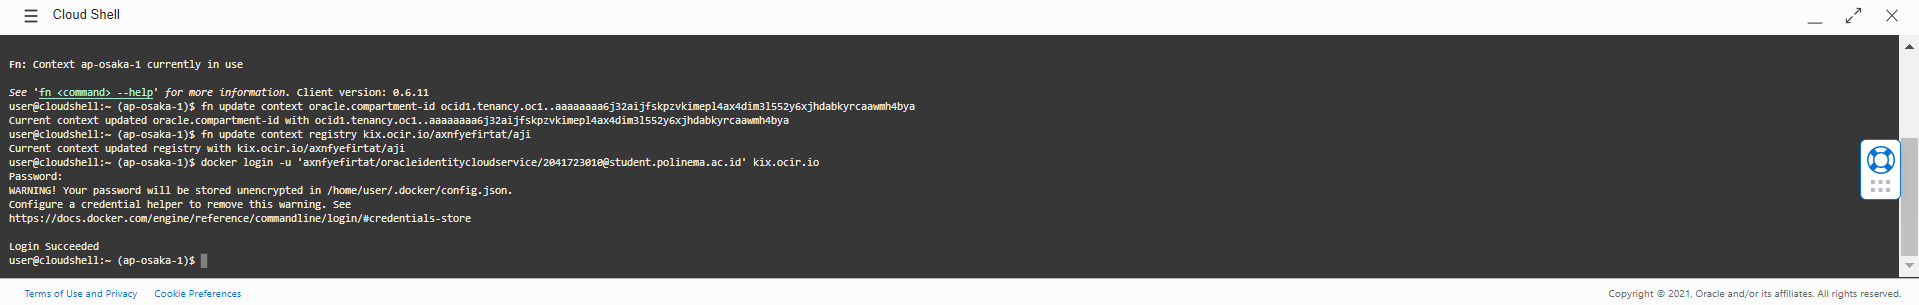 Cloud Shell
Fn: Context ap-osaka-1 currently in use
See 'fn <command> --help' for more information. Client version: 0.6.11
user@cloudshell:~ (ap-osaka-1)$ fn update context oracle.compartment-id ocid1.tenancy.oc1..aaaaaaaa6j32aijfskpzvkimepl4ax4dim3l552y6xjhdabkyrcaawmh4bya
Current context updated oracle.compartment-id with ocid1.tenancy.oc1..aaaaaaaa6j32aijfskpzvkimepl4ax4dim3l552y6xjhdabkyrcaawmh4bya
user@cloudshell:~ (ap-osaka-1)$ fn update context registry kix.ocir.io/axnfyefirtat/aji
Current context updated registry with kix.ocir.io/axnfyefirtat/aji
user@cloudshell:~ (ap-osaka-1)$ docker login -u 'axnfyefirtat/oracleidentitycloudservice/2041723010@student.polinema.ac.id' kix.ocir.io
Password:
WARNING! Your password will be stored unencrypted in /home/user/.docker/config.json.
Configure a credential helper to remove this warning. See
https://docs.docker.com/engine/reference/commandline/login/#credentials-store
Login Succeeded
user@cloudshell:~ (ap-osaka-1)$
Terms of Use and Privacy Cookie Preferences Copyright © 2021, Oracle and/or its affiliates. All rights reserved.